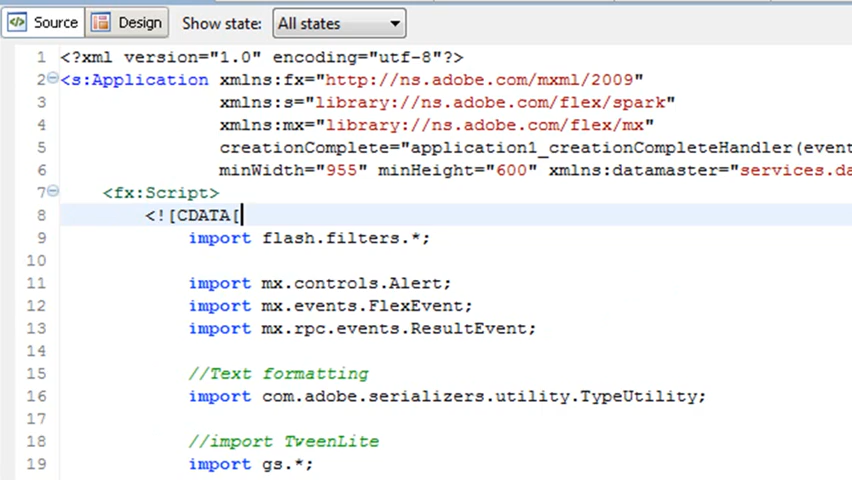 Source Design Show state: All states
1 <?xml version="1.0" encoding="utf-8"?>
2 <s:Application xmlns:fx="http://ns.adobe.com/mxml/2009"
3 xmlns:s="library://ns.adobe.com/flex/spark"
4 xmlns:mx="library://ns.adobe.com/flex/mx"
5 creationComplete="application1_creationCompleteHandler(even
6 minWidth="955" minHeight="600" xmlns:datamaster="services.da
7 <fx:Script>
8 <![CDATA[
9 import flash.filters.*;
10
11 import mx.controls.Alert;
12 import mx.events.FlexEvent;
13 import mx.rpc.events.ResultEvent;
14
15 //Text formatting
16 import com.adobe.serializers.utility.TypeUtility;
17
18 //import TweenLite
19 import gs.*;